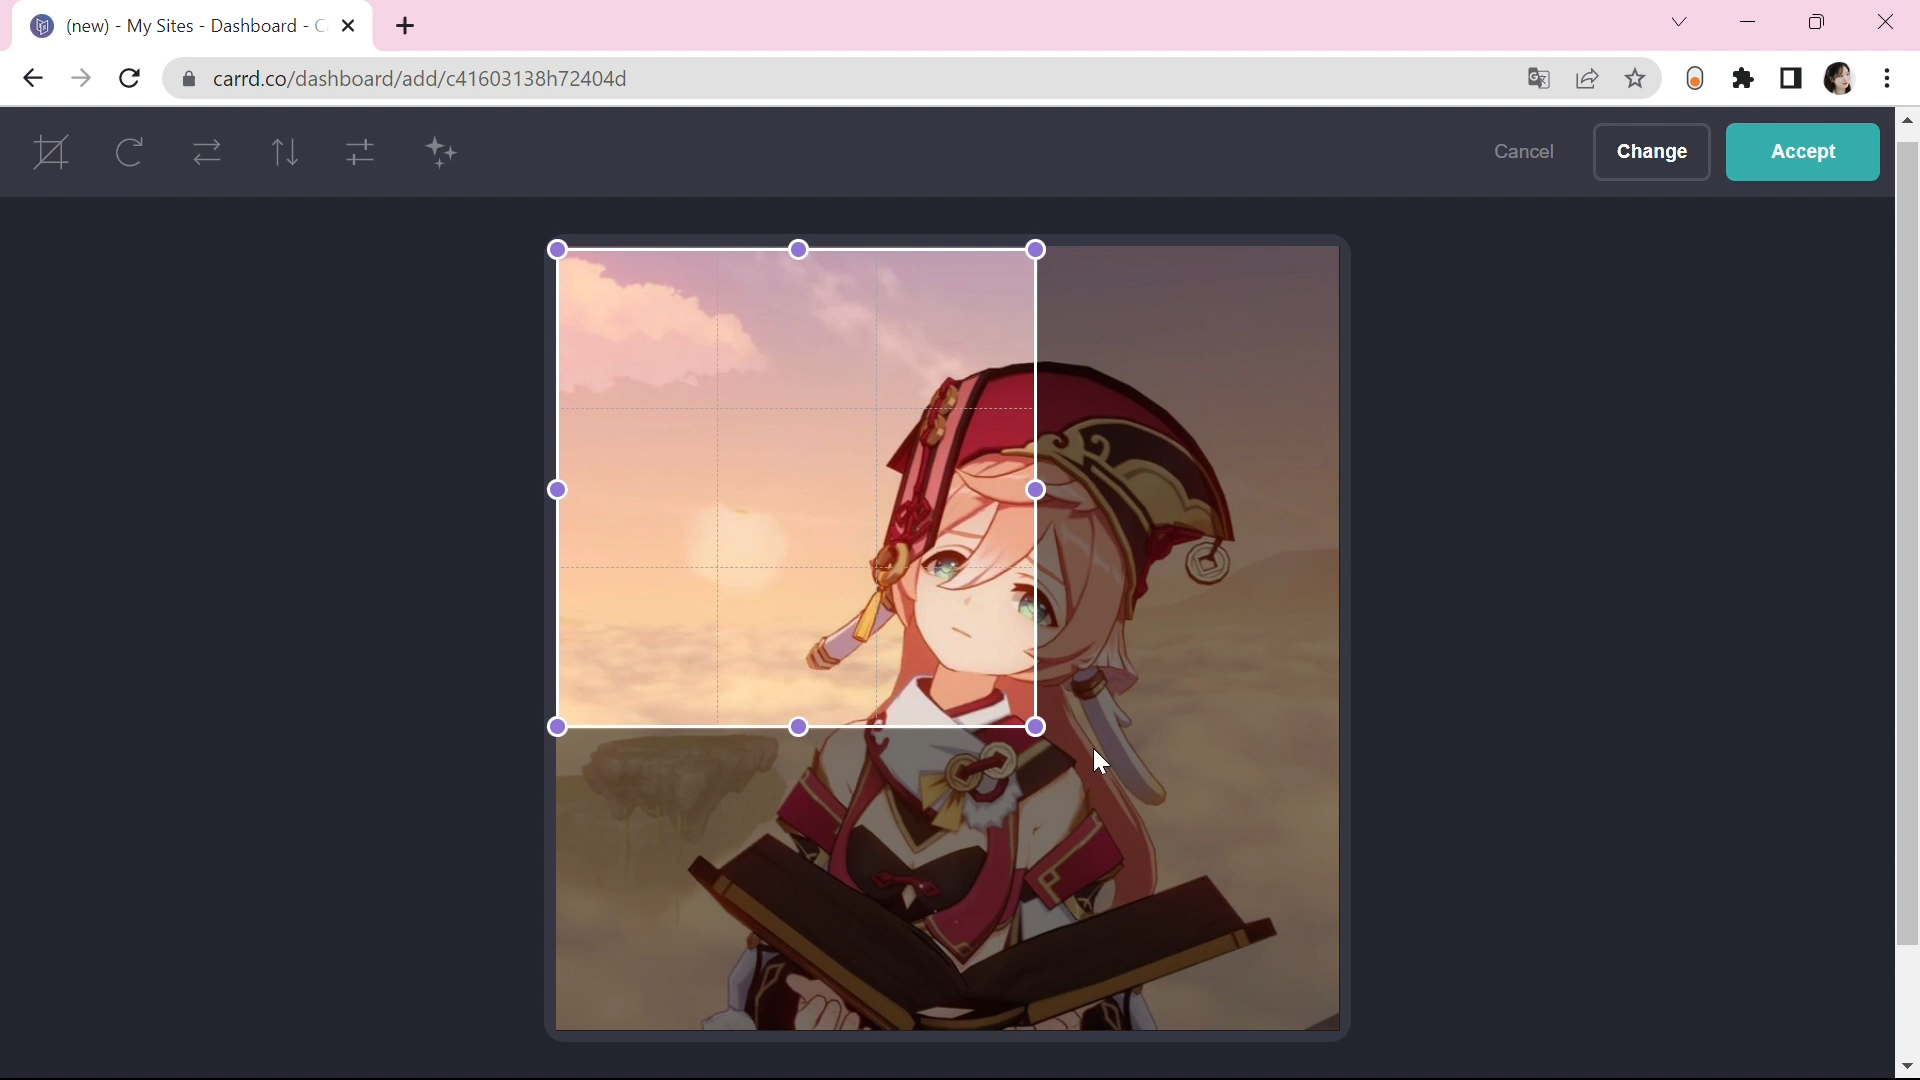 (new) - My Sites - Dashboard - C
carrd.co/dashboard/add/c41603138h72404d
Cancel
Change
Accept